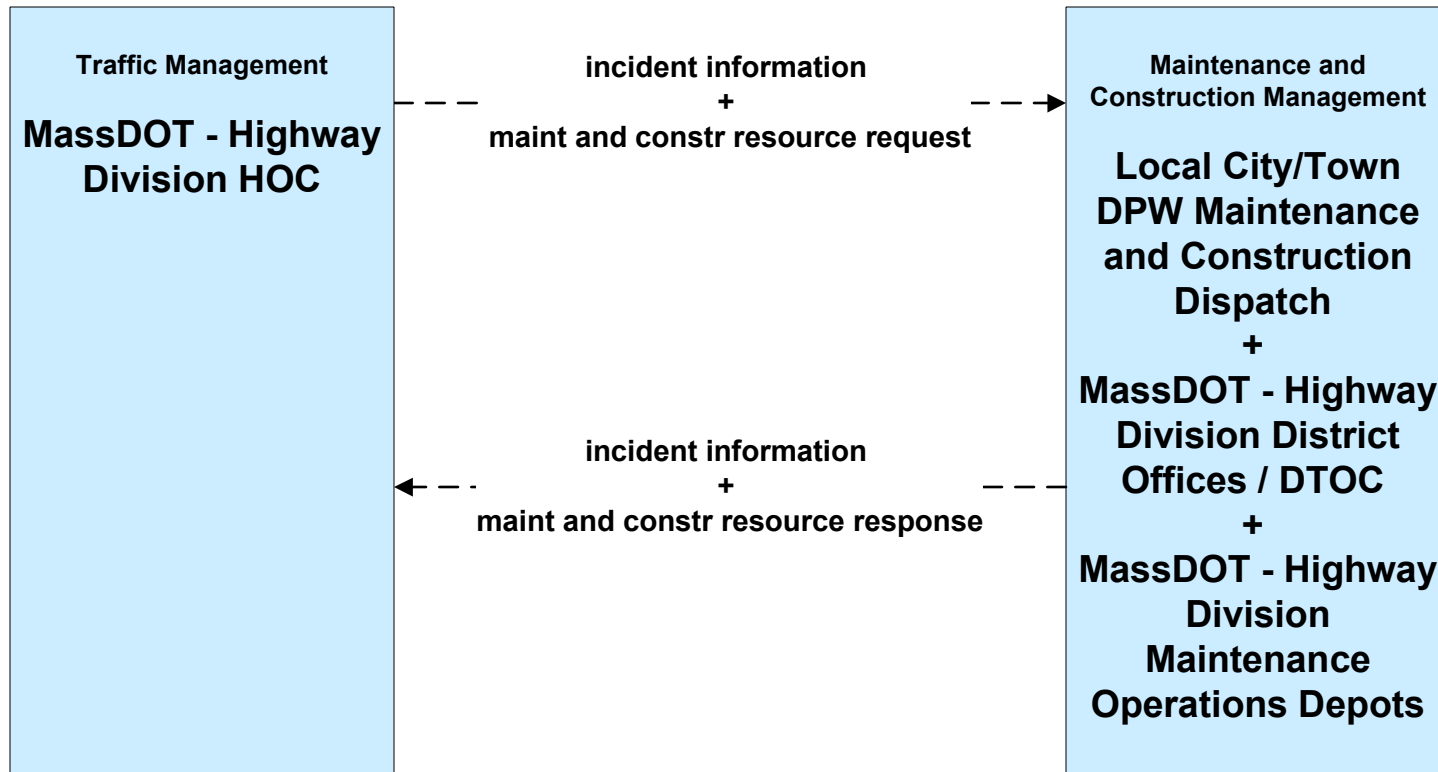 Traffic Management
MassDOT - Highway
Division HOC
incident information
+
maint and constr resource request
incident information
+
maint and constr resource response
Maintenance and
Construction Management
Local City/Town
DPW Maintenance
and Construction
Dispatch
+
MassDOT - Highway
Division District
Offices / DTOC
+
MassDOT - Highway
Division
Maintenance
Operations Depots